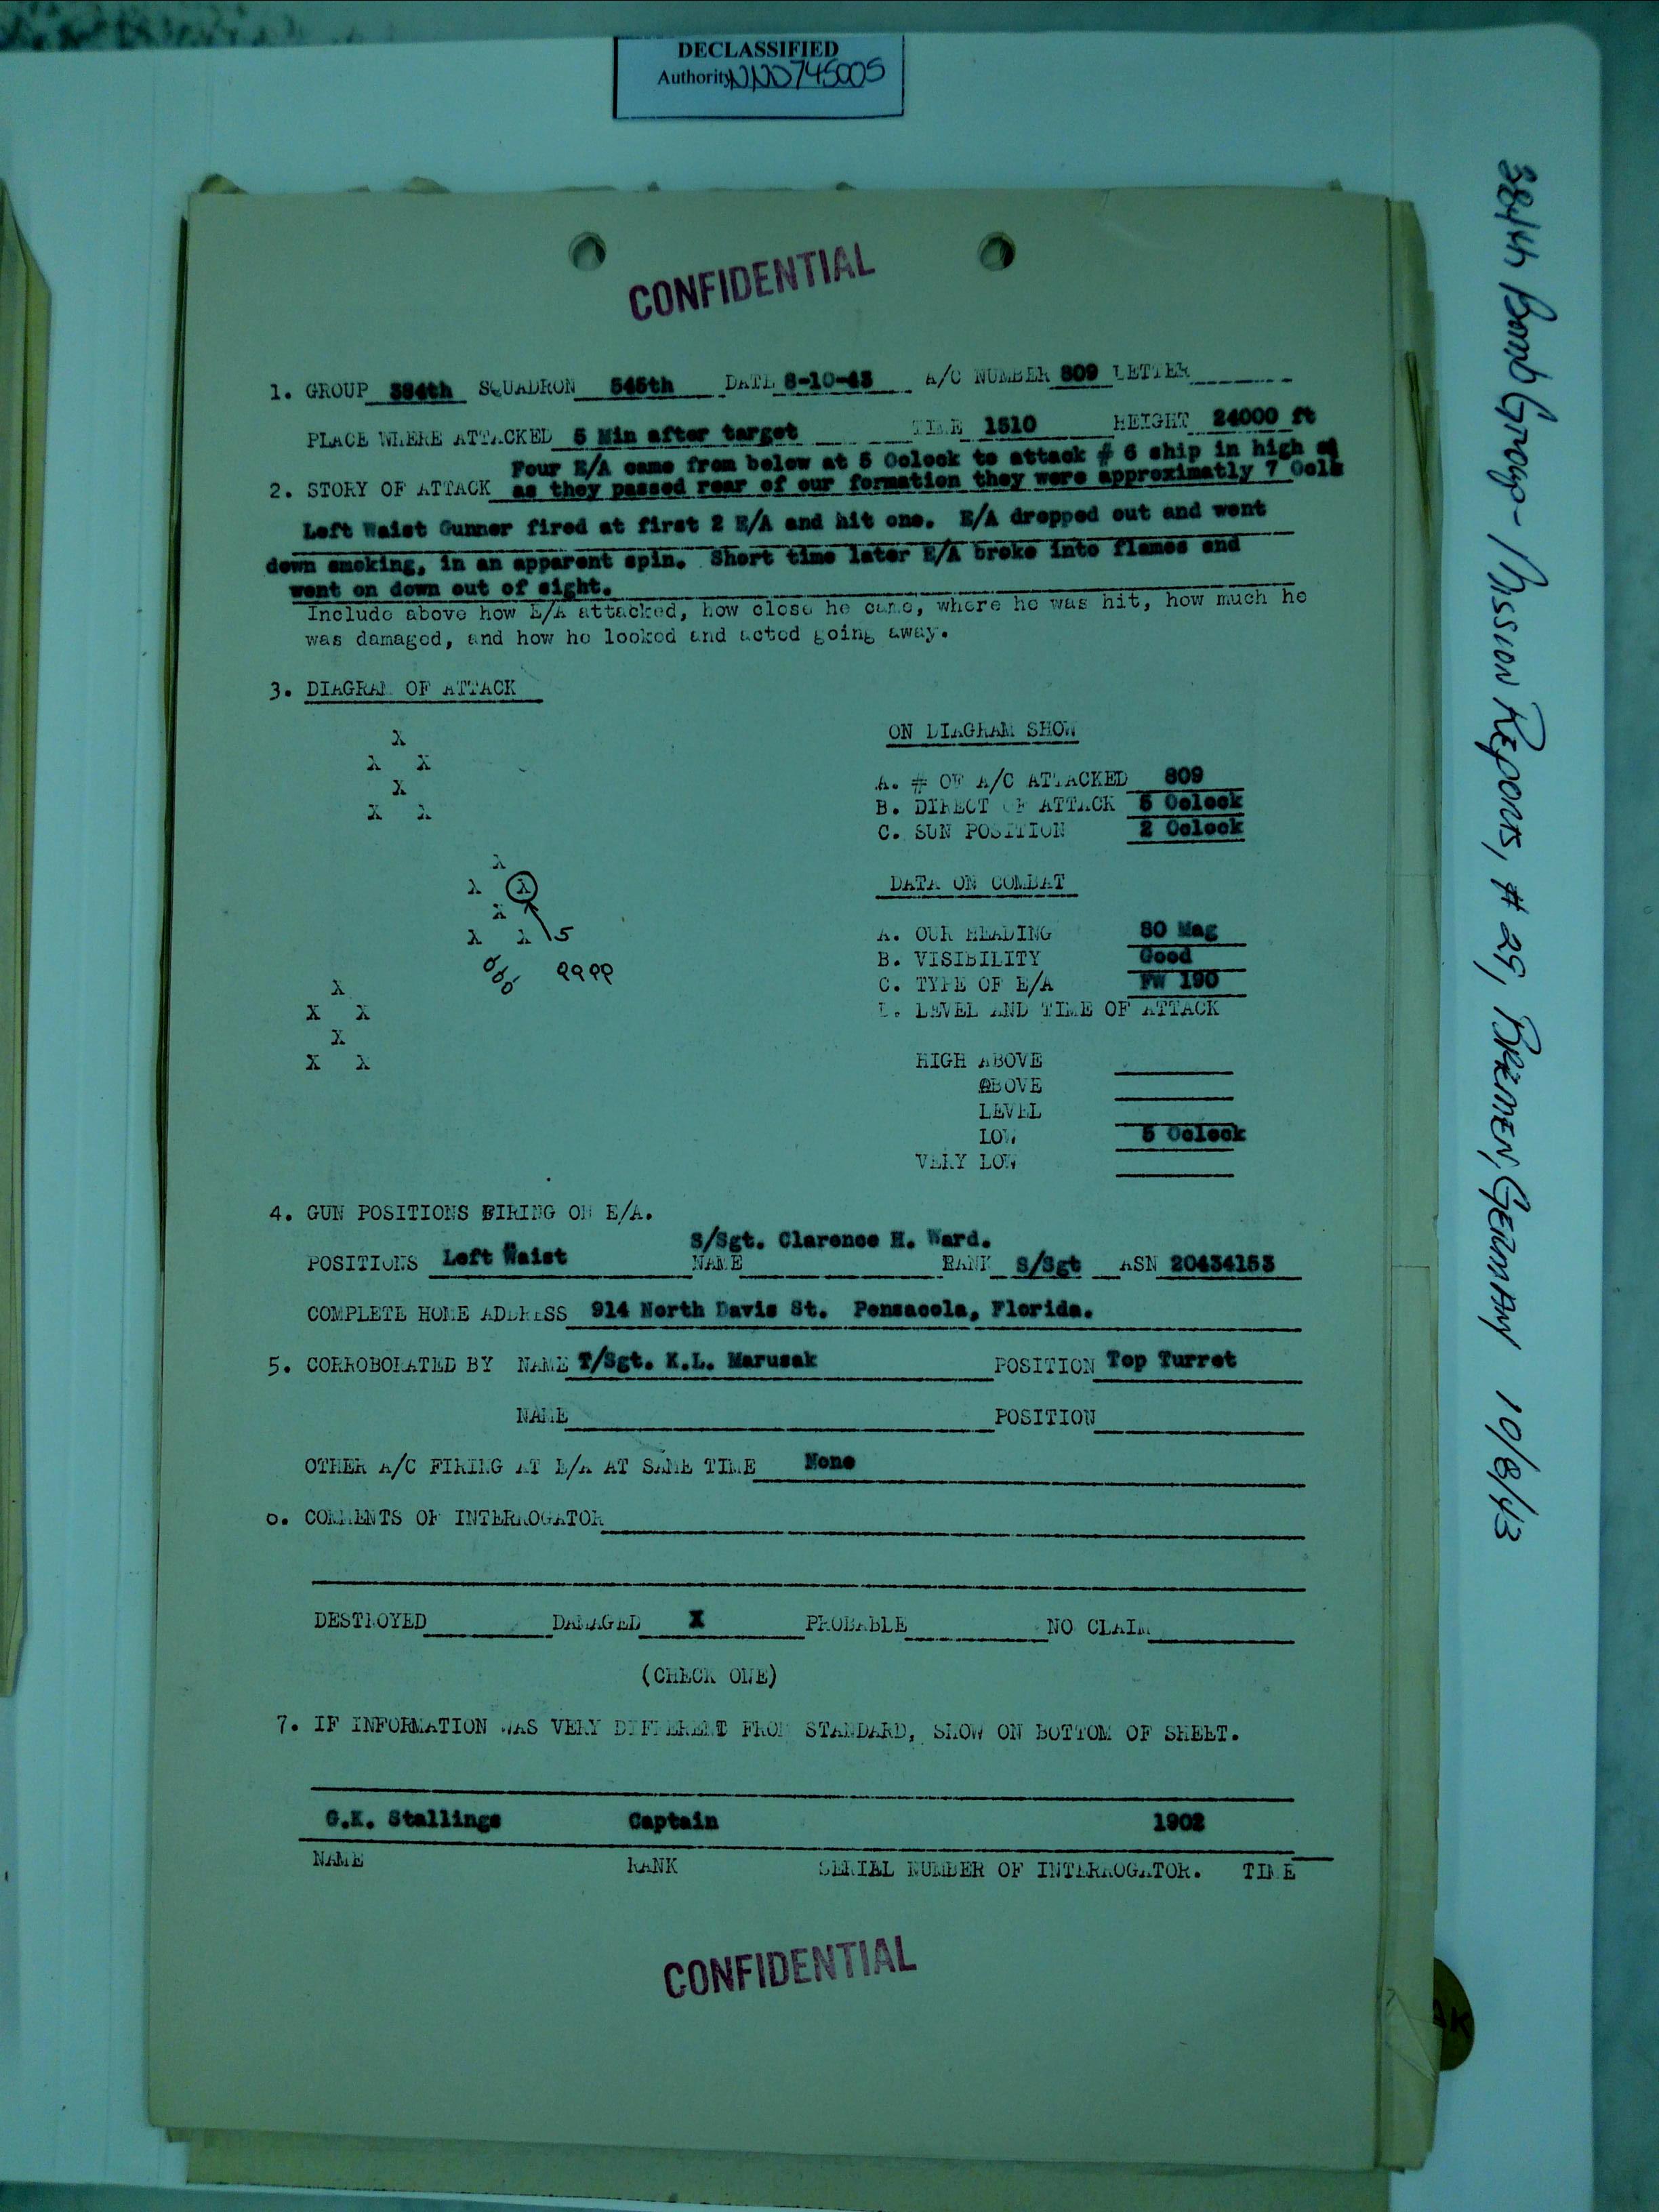 DECLASSIFIED
Authority NND745005
CONFIDENTIAL
1. GROUP 384th SQUADRON 545th DATE 8-10-43 A/C NUMBER 809 LETTER
PLACE WHERE ATTACKED 5 Min after target TIME 1510 HEIGHT 24000 ft
Four E/A came from below at 5 Oclock to attack # 6 ship in high
2. STORY OF ATTACK as they passed rear of our formation they were approximatly 7 Oclk
Left Waist Gunner fired at first 2 E/A and hit one. E/A dropped out and went
down smoking, in an apparent spin. Short time later E/A broke into flames and
went on down out of sight.
Include above how E/A attacked, how close he came, where he was hit, how much he
was damaged, and how he looked and acted going away.
3. DIAGRAM OF ATTACK
X
X X
X
X X
X
X X
X
X X 5
X
X X
X
X X
ON DIAGRAM SHOW
A. # OF A/C ATTACKED 809
B. DIRECT OF ATTACK 5 Oclock
C. SUN POSITION 2 Oclock
DATA ON COMBAT
A. OUR HEADING 80 Mag
B. VISIBILITY Good
C. TYPE OF E/A FW 190
D. LEVEL AND TIME OF ATTACK
HIGH ABOVE
ABOVE
LEVEL
LOW 5 Oclock
VERY LOW
4. GUN POSITIONS FIRING ON E/A.
S/Sgt. Clarence H. Ward.
POSITIONS Left Waist NAME RANK S/Sgt ASN 20434153
COMPLETE HOME ADDRESS 914 North Davis St. Pensacola, Florida.
5. CORROBORATED BY NAME T/Sgt. K.L. Marusak POSITION Top Turret
NAME POSITION
OTHER A/C FIRING AT E/A AT SAME TIME None
6. COMMENTS OF INTERROGATOR
DESTROYED DAMAGED X PROBABLE NO CLAIM
(CHECK ONE)
7. IF INFORMATION WAS VERY DIFFERENT FROM STANDARD, SHOW ON BOTTOM OF SHEET.
G.K. Stallings Captain 1902
NAME RANK SERIAL NUMBER OF INTERROGATOR. TIME
CONFIDENTIAL
384th Bomb Group - Mission Reports, # 25, BREMEN, GERMANY 10/8/43
AK